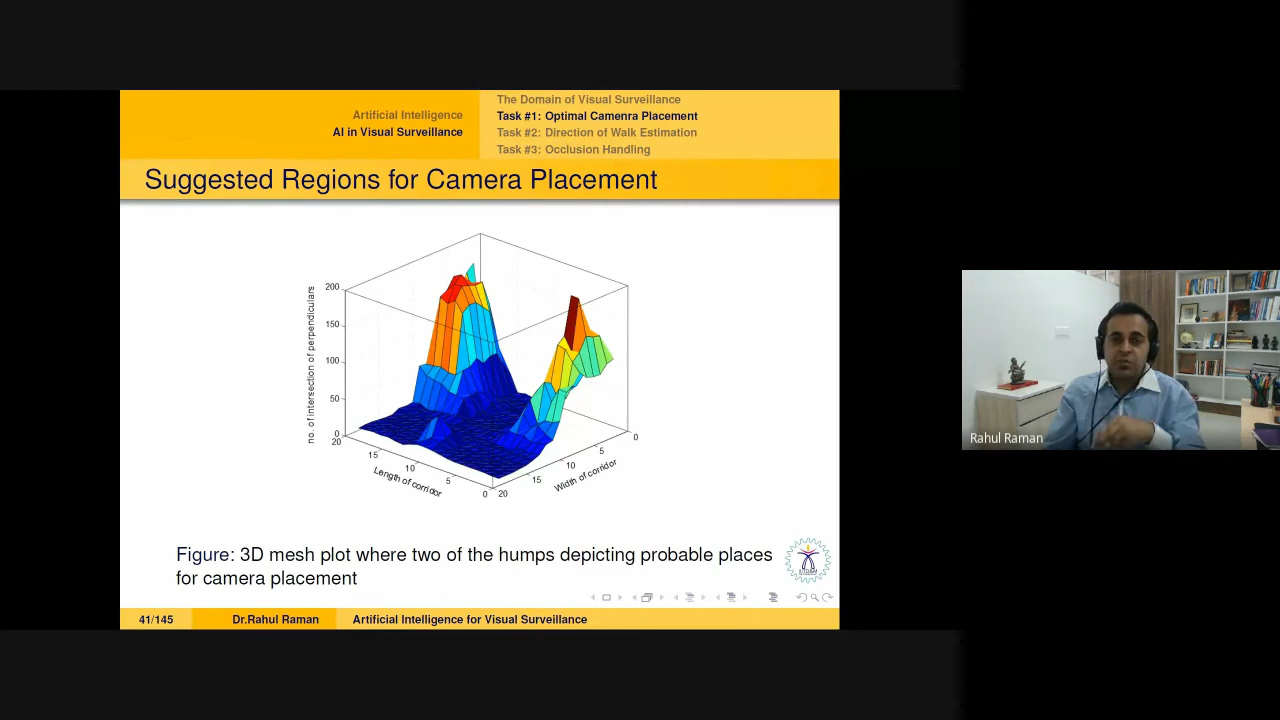 Artificial Intelligence
AI in Visual Surveillance
The Domain of Visual Surveillance
Task #1: Optimal Camenra Placement
Task #2: Direction of Walk Estimation
Task #3: Occlusion Handling
Suggested Regions for Camera Placement
no. of intersection of perpendiculars
200
150
100
50
0
20
15
10
5
0
Length of corridor
20
15
10
5
0
Width of corridor
Figure: 3D mesh plot where two of the humps depicting probable places
for camera placement
41/145
Dr.Rahul Raman
Artificial Intelligence for Visual Surveillance
Rahul Raman